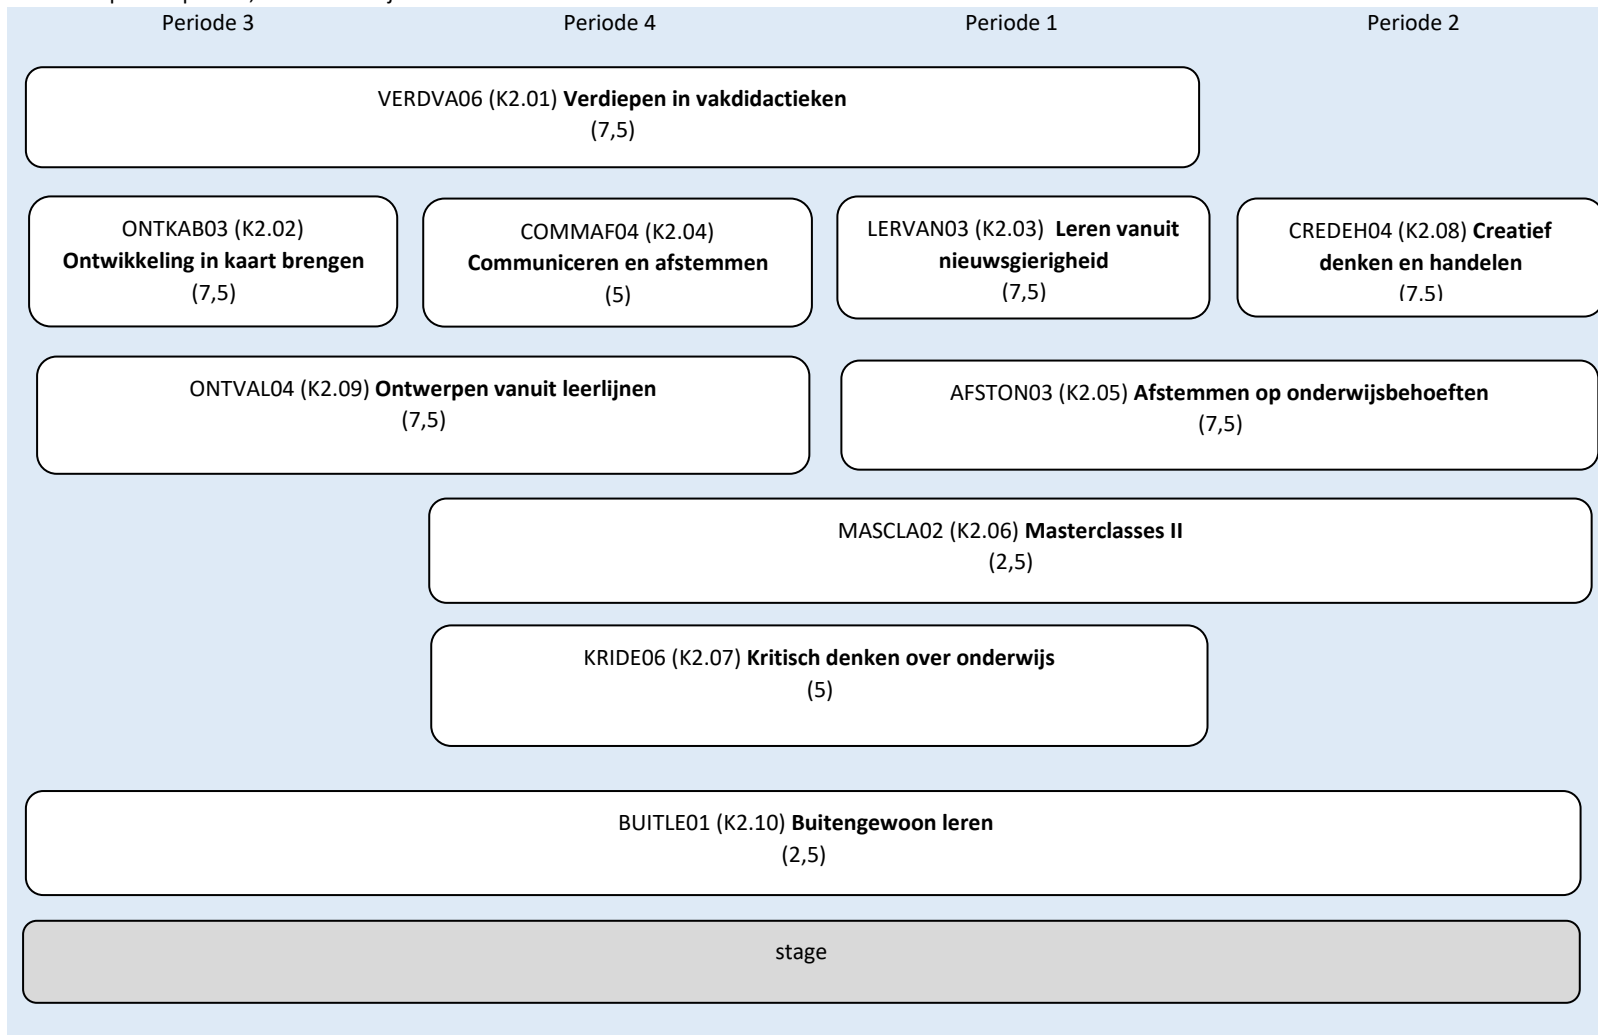 Periode 3 Periode 4 Periode 1 Periode 2
VERDVA06 (K2.01) Verdiepen in vakdidactieken
(7,5)
ONTKAB03 (K2.02)
Ontwikkeling in kaart brengen
(7,5)
COMMAF04 (K2.04)
Communiceren en afstemmen
(5)
LERVAN03 (K2.03) Leren vanuit
nieuwsgierigheid
(7,5)
CREDEH04 (K2.08) Creatief
denken en handelen
(7,5)
ONTVAL04 (K2.09) Ontwerpen vanuit leerlijnen
(7,5)
AFSTON03 (K2.05) Afstemmen op onderwijsbehoeften
(7,5)
MASCLA02 (K2.06) Masterclasses II
(2,5)
KRIDE06 (K2.07) Kritisch denken over onderwijs
(5)
BUITLE01 (K2.10) Buitengewoon leren
(2,5)
stage